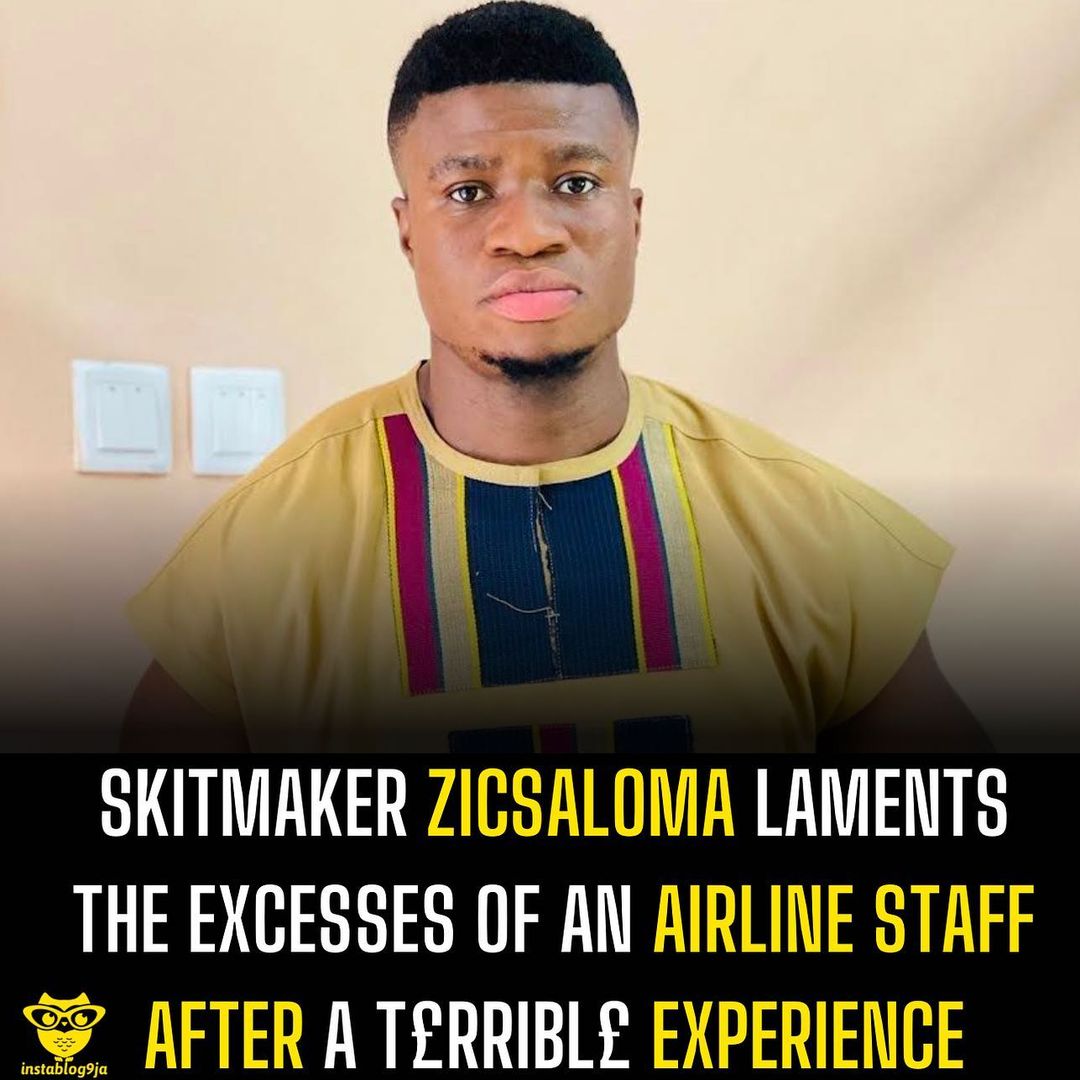 SKITMAKER ZICSALOMA LAMENTS
THE EXCESSES OF AN AIRLINE STAFF
AFTER A T£RRIBL£ EXPERIENCE
instablog9ja